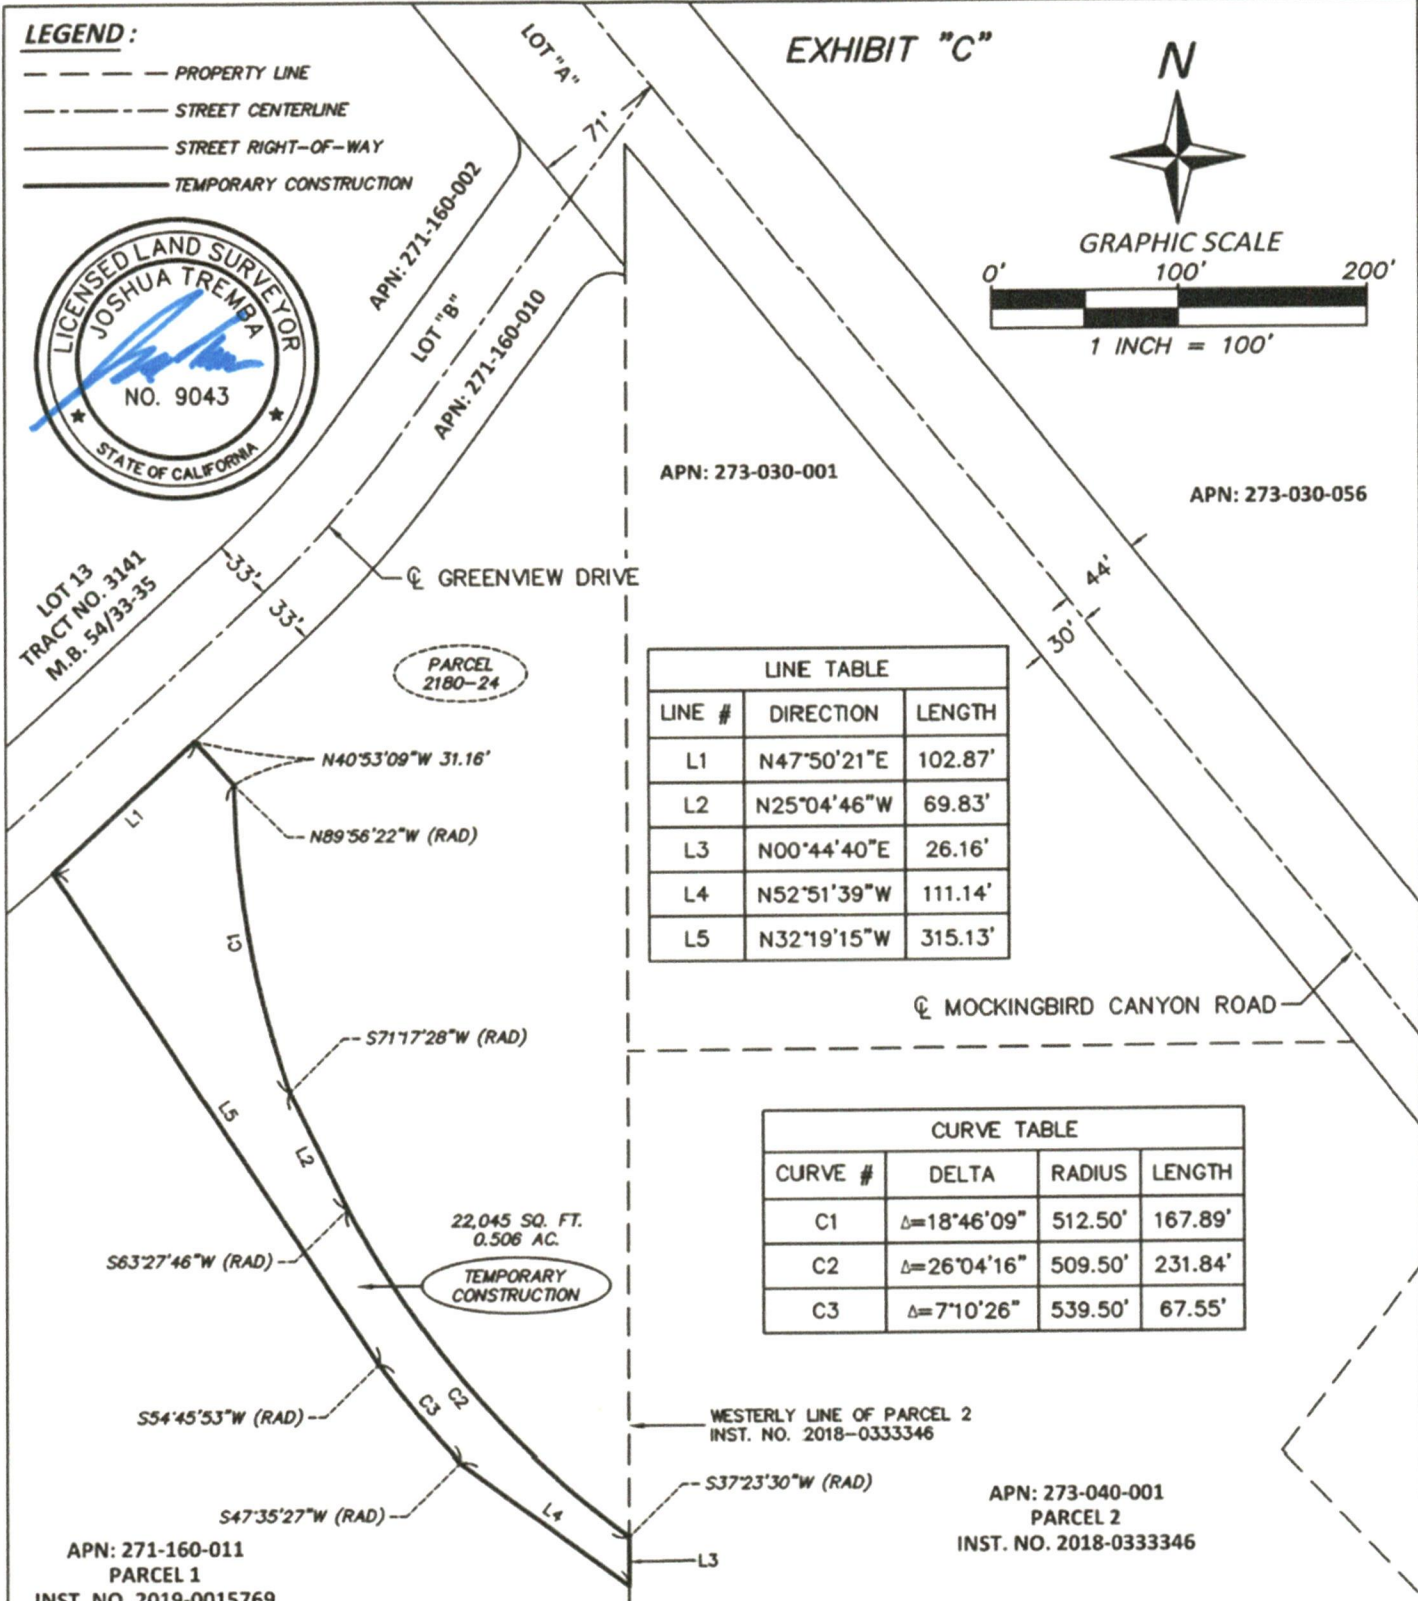 LEGEND :
PROPERTY LINE
STREET CENTERLINE
STREET RIGHT-OF-WAY
TEMPORARY CONSTRUCTION
EXHIBIT "C"
N
GRAPHIC SCALE
0' 100' 200'
1 INCH = 100'
LICENSED LAND SURVEYOR
JOSHUA TREMBA
NO. 9043
STATE OF CALIFORNIA
LOT "A"
71'
APN: 271-160-002
LOT "B"
APN: 271-160-010
APN: 273-030-001
APN: 273-030-056
LOT 13
TRACT NO. 3141
M.B. 54/33-35
33'
33'
℄ GREENVIEW DRIVE
44'
30'
PARCEL
2180-24
LINE TABLE
LINE # DIRECTION LENGTH
L1 N47°50'21"E 102.87'
L2 N25°04'46"W 69.83'
L3 N00°44'40"E 26.16'
L4 N52°51'39"W 111.14'
L5 N32°19'15"W 315.13'
N40°53'09"W 31.16'
L1
N89°56'22"W (RAD)
C1
℄ MOCKINGBIRD CANYON ROAD
S71°17'28"W (RAD)
L5
L2
CURVE TABLE
CURVE # DELTA RADIUS LENGTH
C1 Δ=18°46'09" 512.50' 167.89'
C2 Δ=26°04'16" 509.50' 231.84'
C3 Δ=7°10'26" 539.50' 67.55'
22,045 SQ. FT.
0.506 AC.
S63°27'46"W (RAD)
TEMPORARY
CONSTRUCTION
C3
C2
S54°45'53"W (RAD)
WESTERLY LINE OF PARCEL 2
INST. NO. 2018-0333346
S37°23'30"W (RAD)
S47°35'27"W (RAD)
L4
L3
APN: 273-040-001
PARCEL 2
INST. NO. 2018-0333346
APN: 271-160-011
PARCEL 1
INST. NO. 2019-0015769